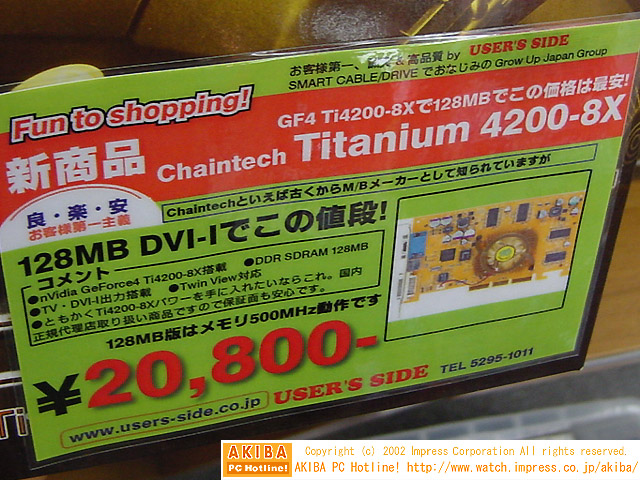 お客様第一、 & 高品質 by USER'S SIDE
SMART CABLE/DRIVE でおなじみの Grow Up Japan Group
Fun to shopping!
GF4 Ti4200-8Xで128MBでこの価格は最安!
新商品 Chaintech Titanium 4200-8X
良・楽・安
お客様第一主義
Chaintechといえば古くからM/Bメーカーとして知られていますが
128MB DVI-Iでこの値段!
コメント
●nVidia GeForce4 Ti4200-8X搭載 ●DDR SDRAM 128MB
●TV・DVI-I出力搭載 ●Twin View対応
●ともかくTi4200-8Xパワーを手に入れたいならこれ。国内
正規代理店取り扱い商品ですので保証面も安心です。
128MB版はメモリ500MHz動作です
¥20,800-
www.users-side.co.jp USER'S SIDE TEL 5295-1011
Ti
AKIBA PC Hotline!
Copyright (c) 2002 Impress Corporation All rights reserved.
AKIBA PC Hotline! http://www.watch.impress.co.jp/akiba/